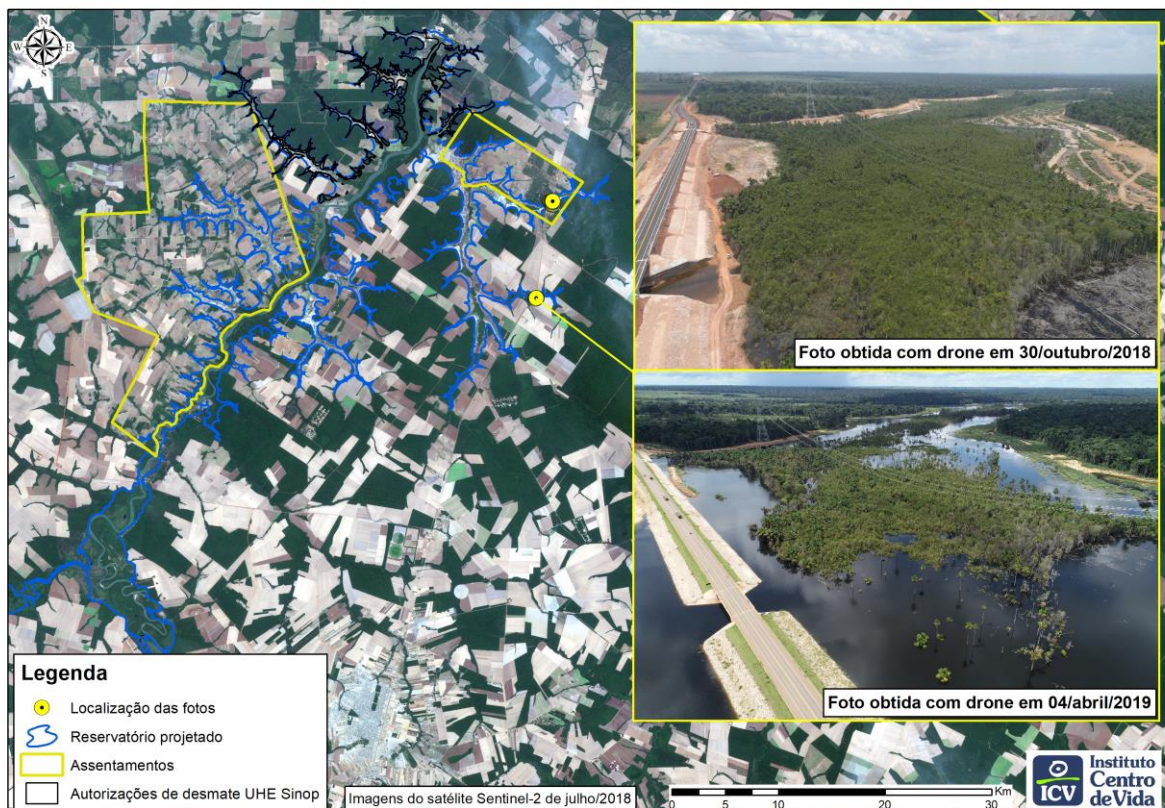 N
W E
S
Foto obtida com drone em 30/outubro/2018
Foto obtida com drone em 04/abril/2019
Legenda
Localização das fotos
Reservatório projetado
Assentamentos
Autorizações de desmate UHE Sinop
Imagens do satélite Sentinel-2 de julho/2018
Km
0 5 10 20 30
ICV
Instituto
Centro
de Vida